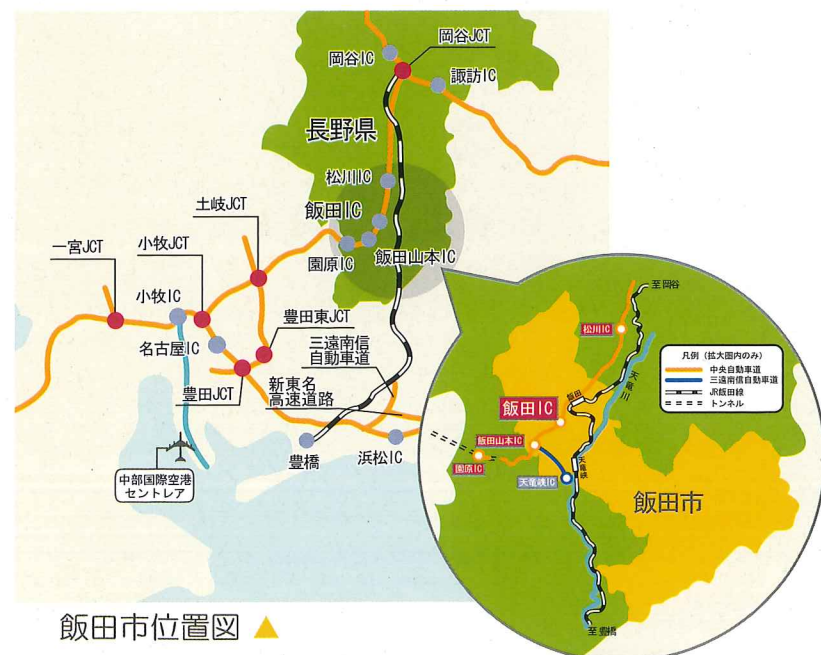 岡谷JCT
岡谷IC
諏訪IC
長野県
松川IC
土岐JCT
飯田IC
一宮JCT
小牧JCT
園原IC
飯田山本IC
小牧IC
豊田東JCT
名古屋IC
三遠南信
自動車道
豊田JCT
新東名
高速道路
豊橋
浜松IC
中部国際空港
セントレア
至岡谷
松川IC
凡例(拡大図内のみ)
中央自動車道
三遠南信自動車道
JR飯田線
トンネル
天竜川
飯田
飯田IC
飯田山本IC
園原IC
天竜峡
天竜峡IC
飯田市
至豊橋
飯田市位置図▲